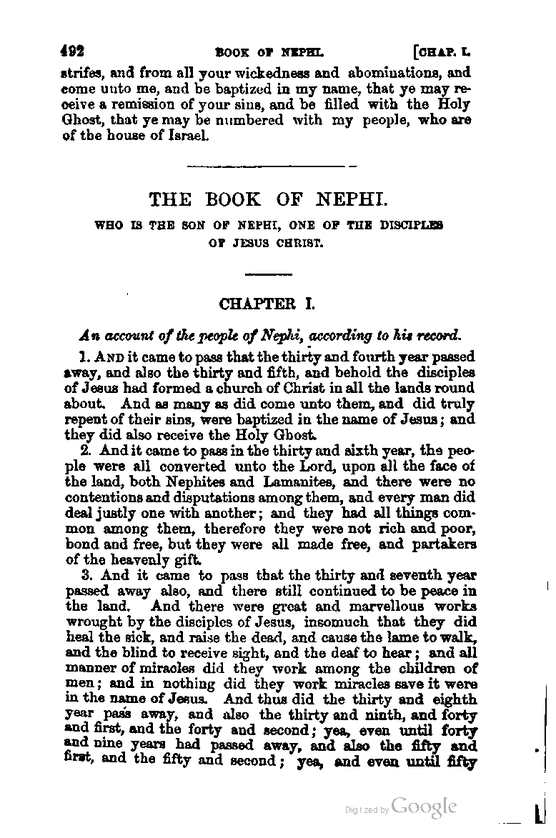 492 BOOK OF NEPHI. [CHAP. I.
strifes, and from all your wickedness and abominations, and
come unto me, and be baptized in my name, that ye may re-
ceive a remission of your sins, and be filled with the Holy
Ghost, that ye may be numbered with my people, who are
of the house of Israel.
THE BOOK OF NEPHI.
WHO IS THE SON OF NEPHI, ONE OF THE DISCIPLES
OF JESUS CHRIST.
CHAPTER I.
An account of the people of Nephi, according to his record.
1. AND it came to pass that the thirty and fourth year passed
away, and also the thirty and fifth, and behold the disciples
of Jesus had formed a church of Christ in all the lands round
about. And as many as did come unto them, and did truly
repent of their sins, were baptized in the name of Jesus; and
they did also receive the Holy Ghost.
2. And it came to pass in the thirty and sixth year, the peo-
ple were all converted unto the Lord, upon all the face of
the land, both Nephites and Lamanites, and there were no
contentions and disputations among them, and every man did
deal justly one with another; and they had all things com-
mon among them, therefore they were not rich and poor,
bond and free, but they were all made free, and partakers
of the heavenly gift.
3. And it came to pass that the thirty and seventh year
passed away also, and there still continued to be peace in
the land. And there were great and marvellous works
wrought by the disciples of Jesus, insomuch that they did
heal the sick, and raise the dead, and cause the lame to walk,
and the blind to receive sight, and the deaf to hear; and all
manner of miracles did they work among the children of
men; and in nothing did they work miracles save it were
in the name of Jesus. And thus did the thirty and eighth
year pass away, and also the thirty and ninth, and forty
and first, and the forty and second; yea, even until forty
and nine years had passed away, and also the fifty and
first, and the fifty and second; yea, and even until fifty
Digitized by Google